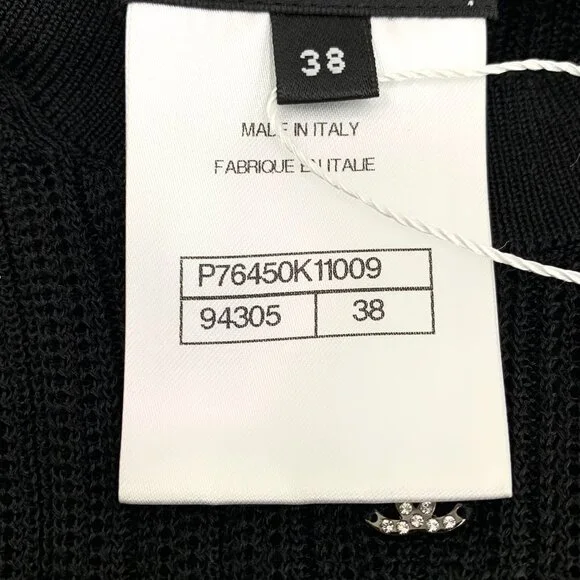 38
MADE IN ITALY
FABRIQUE EN ITALIE
P76450K11009
94305 38